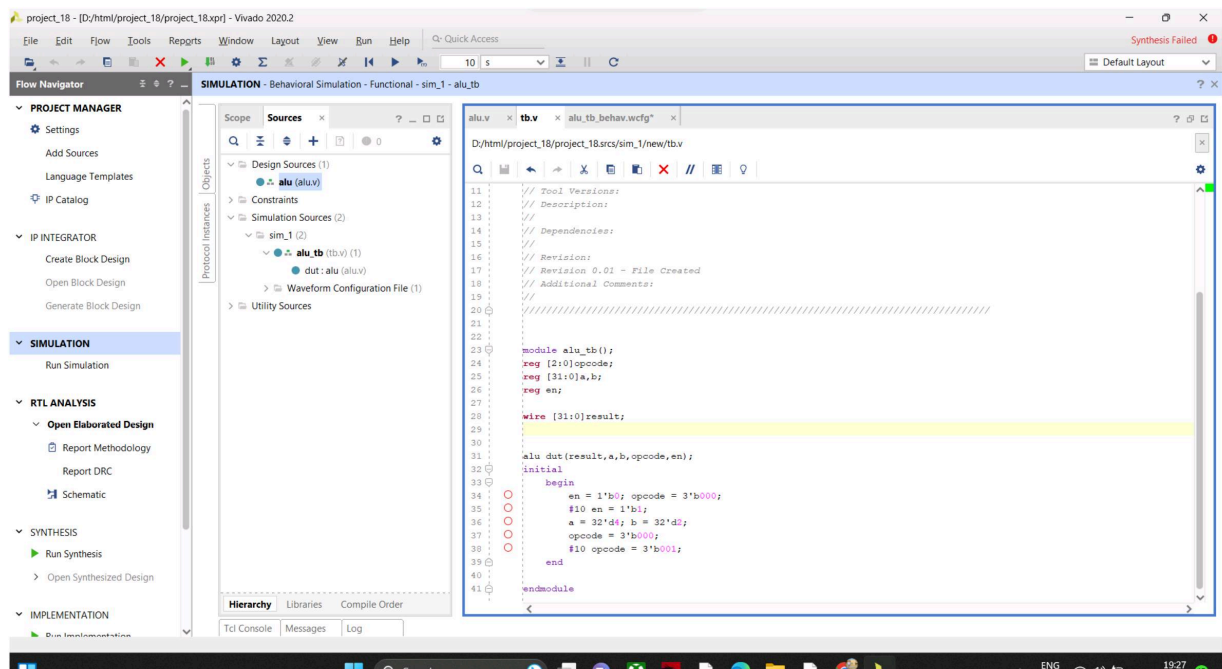 project_18 - [D:/html/project_18/project_18.xpr] - Vivado 2020.2
File Edit Flow Tools Reports Window Layout View Run Help Q- Quick Access
Synthesis Failed
10 s
Default Layout
Flow Navigator
SIMULATION - Behavioral Simulation - Functional - sim_1 - alu_tb
PROJECT MANAGER
Settings
Add Sources
Language Templates
IP Catalog
IP INTEGRATOR
Create Block Design
Open Block Design
Generate Block Design
SIMULATION
Run Simulation
RTL ANALYSIS
Open Elaborated Design
Report Methodology
Report DRC
Schematic
SYNTHESIS
Run Synthesis
Open Synthesized Design
IMPLEMENTATION
Run Implementation
Objects
Protocol Instances
Scope Sources
0
Design Sources (1)
alu (alu.v)
Constraints
Simulation Sources (2)
sim_1 (2)
alu_tb (tb.v) (1)
dut : alu (alu.v)
Waveform Configuration File (1)
Utility Sources
Hierarchy Libraries Compile Order
Tcl Console Messages Log
alu.v tb.v alu_tb_behav.wcfg*
D:/html/project_18/project_18.srcs/sim_1/new/tb.v
11 // Tool Versions:
12 // Description:
13 //
14 // Dependencies:
15 //
16 // Revision:
17 // Revision 0.01 - File Created
18 // Additional Comments:
19 //
20 //////////////////////////////////////////////////////////////////////////////////
21
22
23 module alu_tb();
24 reg [2:0]opcode;
25 reg [31:0]a,b;
26 reg en;
27
28 wire [31:0]result;
29
30
31 alu dut(result,a,b,opcode,en);
32 initial
33 begin
34 en = 1'b0; opcode = 3'b000;
35 #10 en = 1'b1;
36 a = 32'd4; b = 32'd2;
37 opcode = 3'b000;
38 #10 opcode = 3'b001;
39 end
40
41 endmodule
ENG
19:27